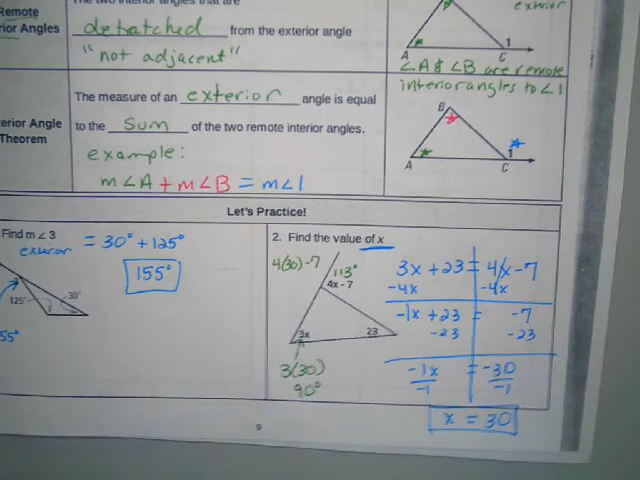 The two interior angles that are
Remote
rior Angles
detatched from the exterior angle
"not adjacent"
exterior
A
C
1
∠A & ∠B are remote
interior angles to ∠1
erior Angle
Theorem
The measure of an exterior angle is equal
to the sum of the two remote interior angles.
example:
m∠A + m∠B = m∠1
B
A
C
1
Let's Practice!
Find m∠3
exterior
= 30° + 125°
155°
125°
30°
55°
2. Find the value of x
4(30)-7
113°
4x - 7
3x
23
3(30)
90°
3x + 23 = 4x - 7
-4x -4x
-1x + 23 = -7
-23 -23
-1x = -30
-1 -1
x = 30
9